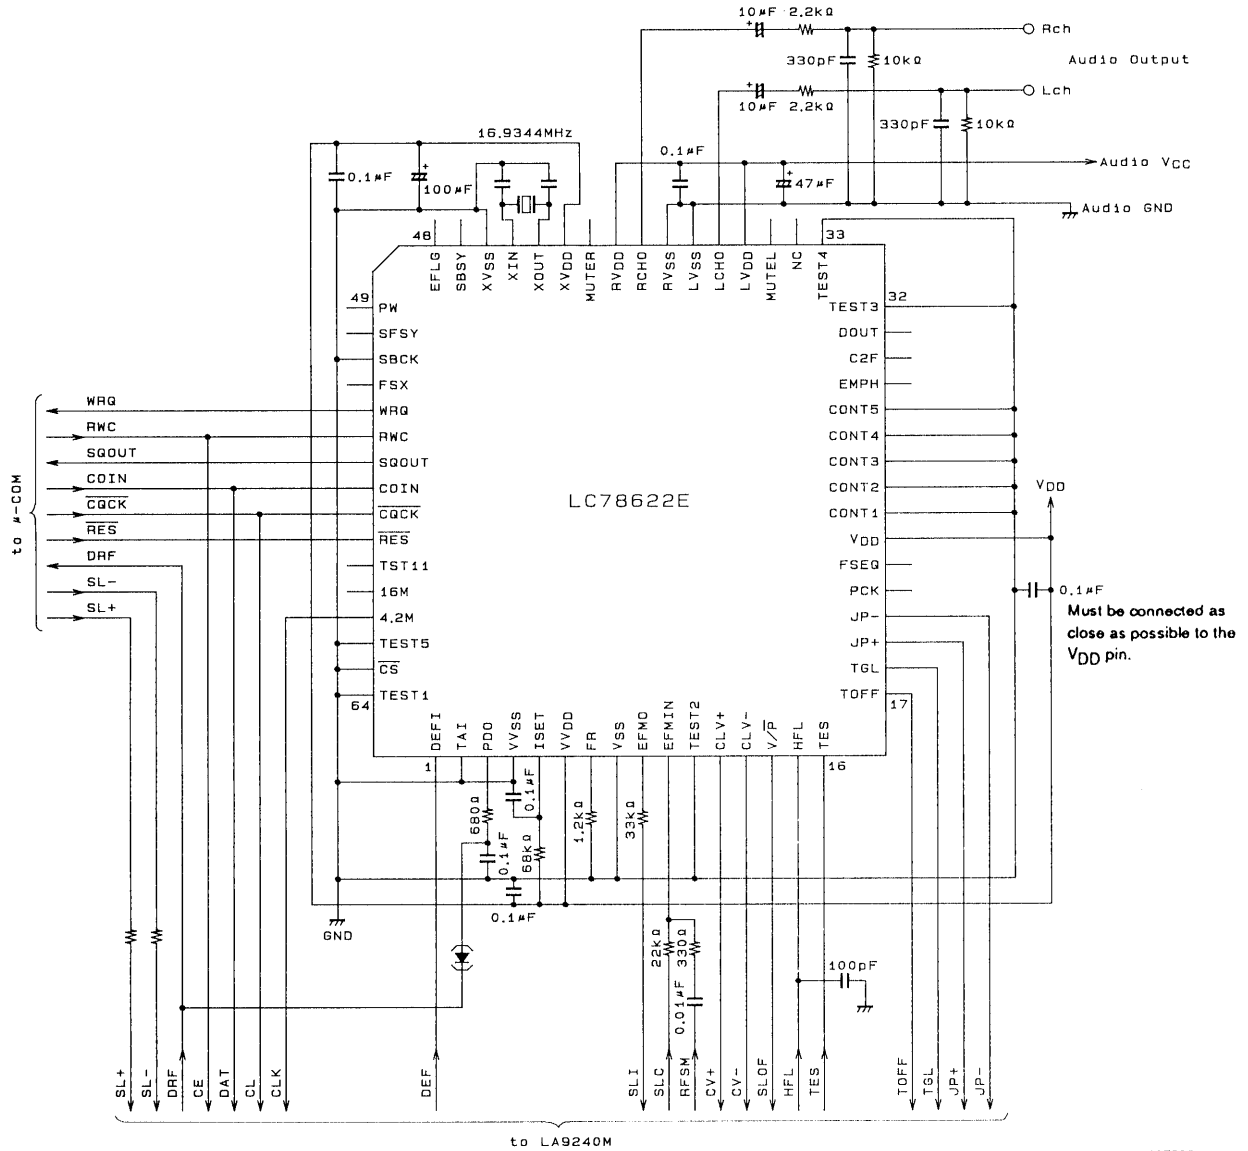 10µF 2.2kΩ
+
Rch
330pF
10kΩ
Audio Output
+
Lch
10µF 2.2kΩ
330pF
10kΩ
16.9344MHz
0.1µF
+
100µF
0.1µF
+
47µF
Audio VCC
Audio GND
48
33
EFLG
SBSY
XVSS
XIN
XOUT
XVDD
MUTER
RVDD
RCHO
RVSS
LVSS
LCHO
LVDD
MUTEL
NC
TEST4
49
32
PW
SFSY
SBCK
FSX
WRQ
RWC
SQOUT
COIN
CQCK
RES
TST11
16M
4.2M
TEST5
CS
TEST1
64
TEST3
DOUT
C2F
EMPH
CONT5
CONT4
CONT3
CONT2
CONT1
VDD
FSEQ
PCK
JP-
JP+
TGL
TOFF
17
LC78622E
to µ-COM
WRQ
RWC
SQOUT
COIN
CQCK
RES
DRF
SL-
SL+
VDD
0.1µF
Must be connected as
close as possible to the
VDD pin.
DEFI
TAI
PDO
VVSS
ISET
VVDD
FR
VSS
EFMO
EFMIN
TEST2
CLV+
CLV-
V/P
HFL
TES
1
16
680Ω
0.1µF
0.1µF
68kΩ
1.2kΩ
33kΩ
0.1µF
GND
22kΩ
330Ω
0.01µF
100pF
SL+
SL-
DRF
CE
DAT
CL
CLK
DEF
SLI
SLC
RFSM
CV+
CV-
SLOF
HFL
TES
TOFF
TGL
JP+
JP-
to LA9240M